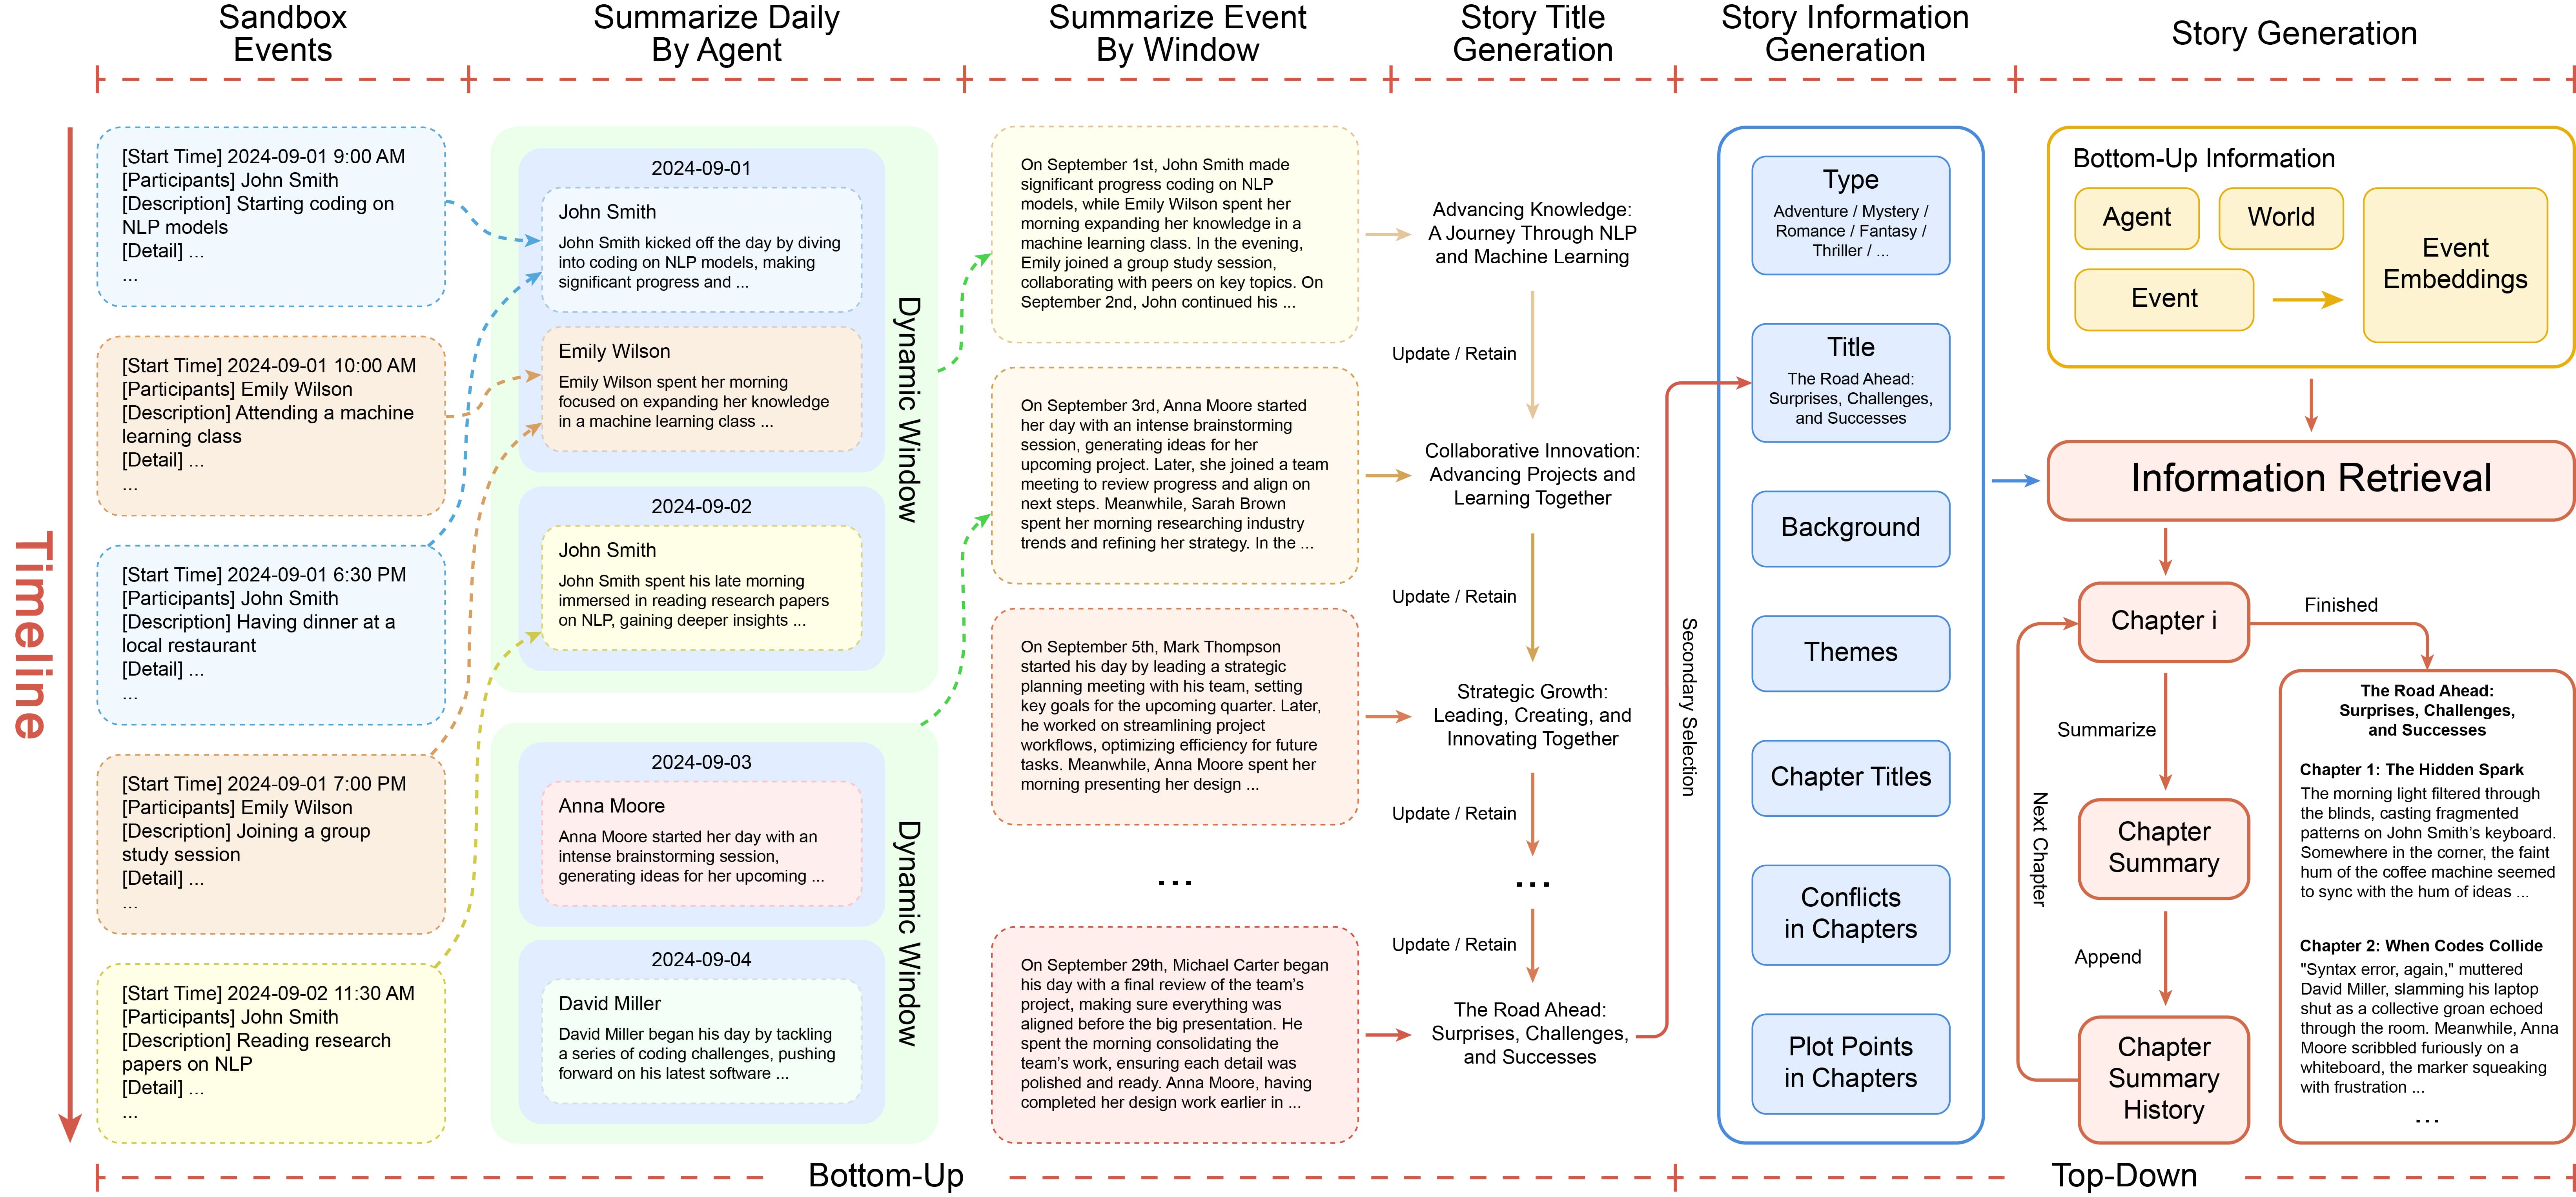 Sandbox
Events
Summarize Daily
By Agent
Summarize Event
By Window
Story Title
Generation
Story Information
Generation
Story Generation
Timeline
[Start Time] 2024-09-01 9:00 AM
[Participants] John Smith
[Description] Starting coding on
NLP models
[Detail] ...
...
[Start Time] 2024-09-01 10:00 AM
[Participants] Emily Wilson
[Description] Attending a machine
learning class
[Detail] ...
...
[Start Time] 2024-09-01 6:30 PM
[Participants] John Smith
[Description] Having dinner at a
local restaurant
[Detail] ...
...
[Start Time] 2024-09-01 7:00 PM
[Participants] Emily Wilson
[Description] Joining a group
study session
[Detail] ...
...
[Start Time] 2024-09-02 11:30 AM
[Participants] John Smith
[Description] Reading research
papers on NLP
[Detail] ...
...
2024-09-01
John Smith
John Smith kicked off the day by diving
into coding on NLP models, making
significant progress and ...
Emily Wilson
Emily Wilson spent her morning
focused on expanding her knowledge
in a machine learning class ...
2024-09-02
John Smith
John Smith spent his late morning
immersed in reading research papers
on NLP, gaining deeper insights ...
Dynamic Window
2024-09-03
Anna Moore
Anna Moore started her day with an
intense brainstorming session,
generating ideas for her upcoming ...
2024-09-04
David Miller
David Miller began his day by tackling
a series of coding challenges, pushing
forward on his latest software ...
Dynamic Window
On September 1st, John Smith made
significant progress coding on NLP
models, while Emily Wilson spent her
morning expanding her knowledge in a
machine learning class. In the evening,
Emily joined a group study session,
collaborating with peers on key topics. On
September 2nd, John continued his ...
On September 3rd, Anna Moore started
her day with an intense brainstorming
session, generating ideas for her
upcoming project. Later, she joined a team
meeting to review progress and align on
next steps. Meanwhile, Sarah Brown
spent her morning researching industry
trends and refining her strategy. In the ...
On September 5th, Mark Thompson
started his day by leading a strategic
planning meeting with his team, setting
key goals for the upcoming quarter. Later,
he worked on streamlining project
workflows, optimizing efficiency for future
tasks. Meanwhile, Anna Moore spent her
morning presenting her design ...
...
On September 29th, Michael Carter began
his day with a final review of the team's
project, making sure everything was
aligned before the big presentation. He
spent the morning consolidating the
team's work, ensuring each detail was
polished and ready. Anna Moore, having
completed her design work earlier in ...
Advancing Knowledge:
A Journey Through NLP
and Machine Learning
Update / Retain
Collaborative Innovation:
Advancing Projects and
Learning Together
Update / Retain
Strategic Growth:
Leading, Creating, and
Innovating Together
Update / Retain
...
Update / Retain
The Road Ahead:
Surprises, Challenges,
and Successes
Secondary Selection
Type
Adventure / Mystery /
Romance / Fantasy /
Thriller / ...
Title
The Road Ahead:
Surprises, Challenges,
and Successes
Background
Themes
Chapter Titles
Conflicts
in Chapters
Plot Points
in Chapters
Bottom-Up Information
Agent
World
Event
Event
Embeddings
Information Retrieval
Chapter i
Finished
Summarize
Chapter
Summary
Append
Chapter
Summary
History
Next Chapter
The Road Ahead:
Surprises, Challenges,
and Successes
Chapter 1: The Hidden Spark
The morning light filtered through
the blinds, casting fragmented
patterns on John Smith's keyboard.
Somewhere in the corner, the faint
hum of the coffee machine seemed
to sync with the hum of ideas ...
Chapter 2: When Codes Collide
"Syntax error, again," muttered
David Miller, slamming his laptop
shut as a collective groan echoed
through the room. Meanwhile, Anna
Moore scribbled furiously on a
whiteboard, the marker squeaking
with frustration ...
...
Bottom-Up
Top-Down